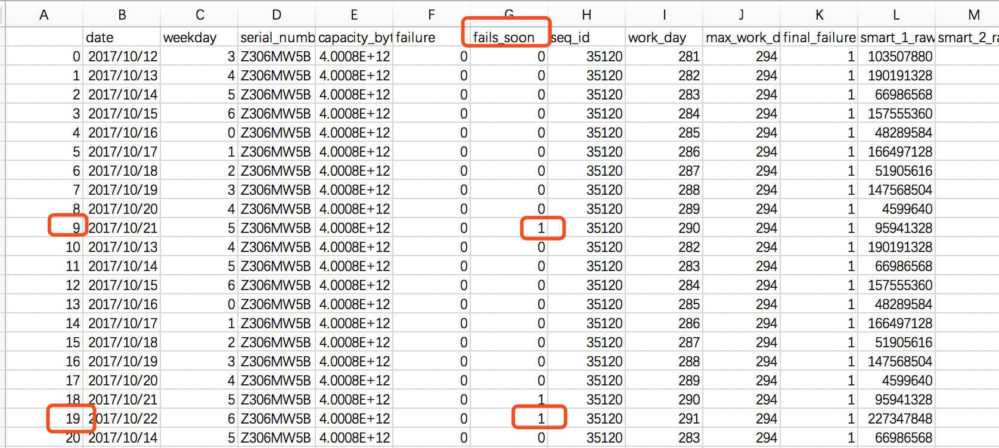 A B C D E F G H I J K L M
date weekday serial_numb capacity_byt failure fails_soon seq_id work_day max_work_d final_failure smart_1_raw smart_2_ra
0 2017/10/12 3 Z306MW5B 4.0008E+12 0 0 35120 281 294 1 103507880
1 2017/10/13 4 Z306MW5B 4.0008E+12 0 0 35120 282 294 1 190191328
2 2017/10/14 5 Z306MW5B 4.0008E+12 0 0 35120 283 294 1 66986568
3 2017/10/15 6 Z306MW5B 4.0008E+12 0 0 35120 284 294 1 157555360
4 2017/10/16 0 Z306MW5B 4.0008E+12 0 0 35120 285 294 1 48289584
5 2017/10/17 1 Z306MW5B 4.0008E+12 0 0 35120 286 294 1 166497128
6 2017/10/18 2 Z306MW5B 4.0008E+12 0 0 35120 287 294 1 51905616
7 2017/10/19 3 Z306MW5B 4.0008E+12 0 0 35120 288 294 1 147568504
8 2017/10/20 4 Z306MW5B 4.0008E+12 0 0 35120 289 294 1 4599640
9 2017/10/21 5 Z306MW5B 4.0008E+12 0 1 35120 290 294 1 95941328
10 2017/10/13 4 Z306MW5B 4.0008E+12 0 0 35120 282 294 1 190191328
11 2017/10/14 5 Z306MW5B 4.0008E+12 0 0 35120 283 294 1 66986568
12 2017/10/15 6 Z306MW5B 4.0008E+12 0 0 35120 284 294 1 157555360
13 2017/10/16 0 Z306MW5B 4.0008E+12 0 0 35120 285 294 1 48289584
14 2017/10/17 1 Z306MW5B 4.0008E+12 0 0 35120 286 294 1 166497128
15 2017/10/18 2 Z306MW5B 4.0008E+12 0 0 35120 287 294 1 51905616
16 2017/10/19 3 Z306MW5B 4.0008E+12 0 0 35120 288 294 1 147568504
17 2017/10/20 4 Z306MW5B 4.0008E+12 0 0 35120 289 294 1 4599640
18 2017/10/21 5 Z306MW5B 4.0008E+12 0 1 35120 290 294 1 95941328
19 2017/10/22 6 Z306MW5B 4.0008E+12 0 1 35120 291 294 1 227347848
20 2017/10/14 5 Z306MW5B 4.0008E+12 0 0 35120 283 294 1 66986568